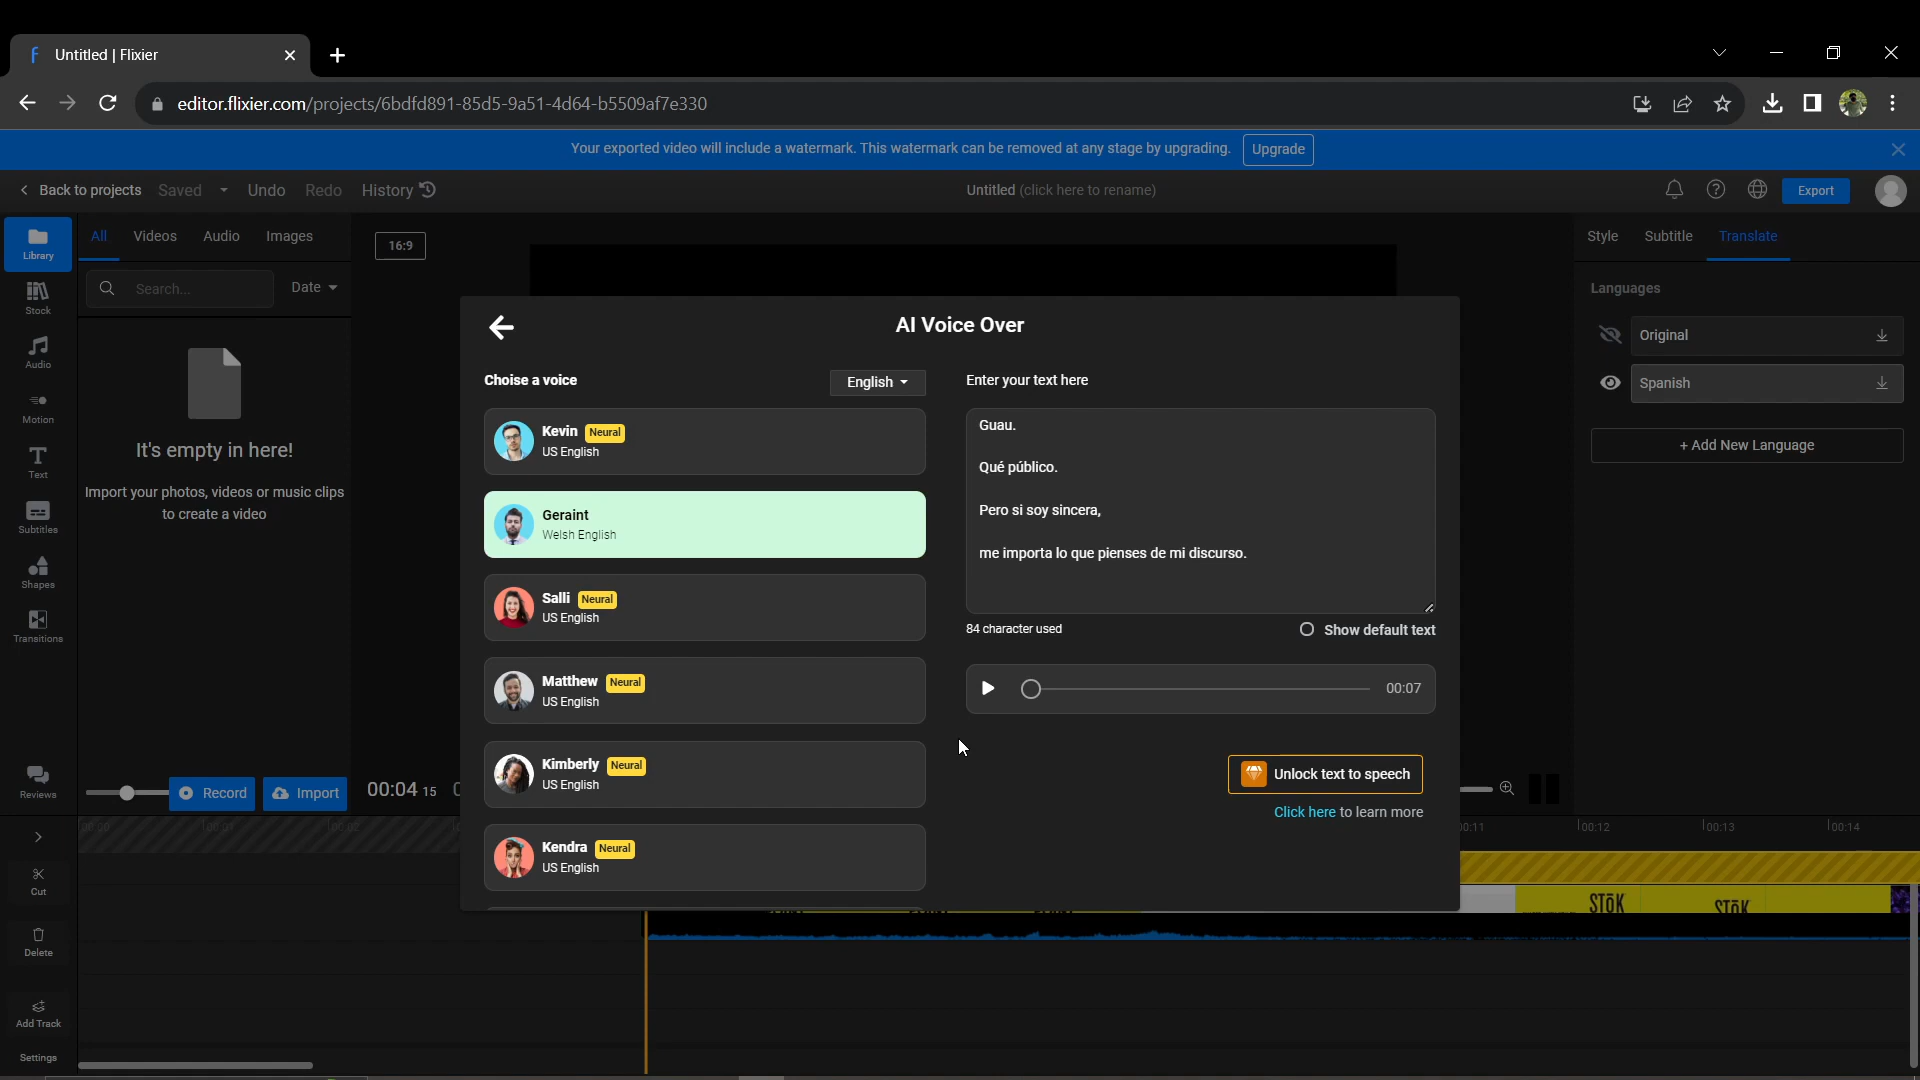 Untitled | Flixier
editor.flixier.com/projects/6bdfd891-85d5-9a51-4d64-b5509af7e330
Your exported video will include a watermark. This watermark can be removed at any stage by upgrading. Upgrade
Back to projects Saved Undo Redo History Untitled (click here to rename) Export
Library
Stock
Audio
Motion
Text
Subtitles
Shapes
Transitions
Reviews
All Videos Audio Images
Search... Date
It's empty in here!
Import your photos, videos or music clips
to create a video
Record Import
16:9
00:04 15
AI Voice Over
Choise a voice English
Kevin Neural
US English
Geraint
Welsh English
Salli Neural
US English
Matthew Neural
US English
Kimberly Neural
US English
Kendra Neural
US English
Enter your text here
Guau.
Qué público.
Pero si soy sincera,
me importa lo que pienses de mi discurso.
84 character used Show default text
00:07
Unlock text to speech
Click here to learn more
Style Subtitle Translate
Languages
Original
Spanish
+ Add New Language
00:00 00:01 00:02 00:11 00:12 00:13 00:14
Cut
Delete
Add Track
Settings
STōK STōK